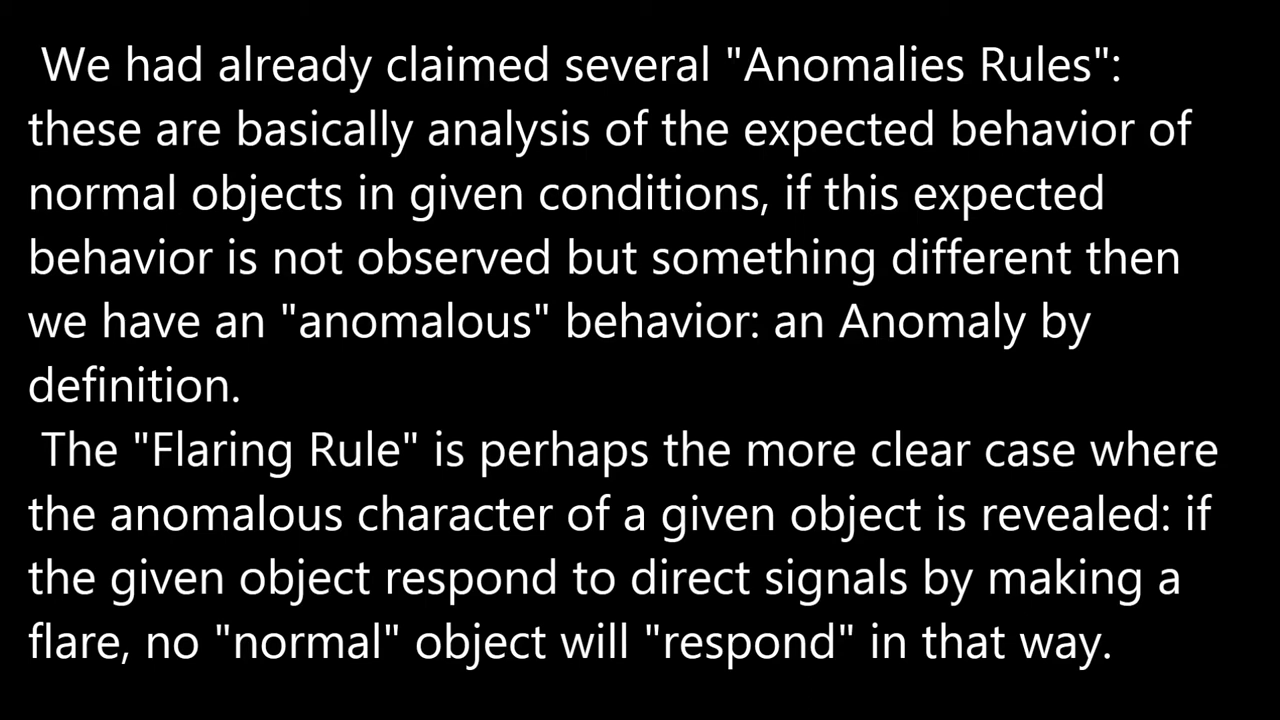 We had already claimed several "Anomalies Rules":
these are basically analysis of the expected behavior of
normal objects in given conditions, if this expected
behavior is not observed but something different then
we have an "anomalous" behavior: an Anomaly by
definition.
The "Flaring Rule" is perhaps the more clear case where
the anomalous character of a given object is revealed: if
the given object respond to direct signals by making a
flare, no "normal" object will "respond" in that way.